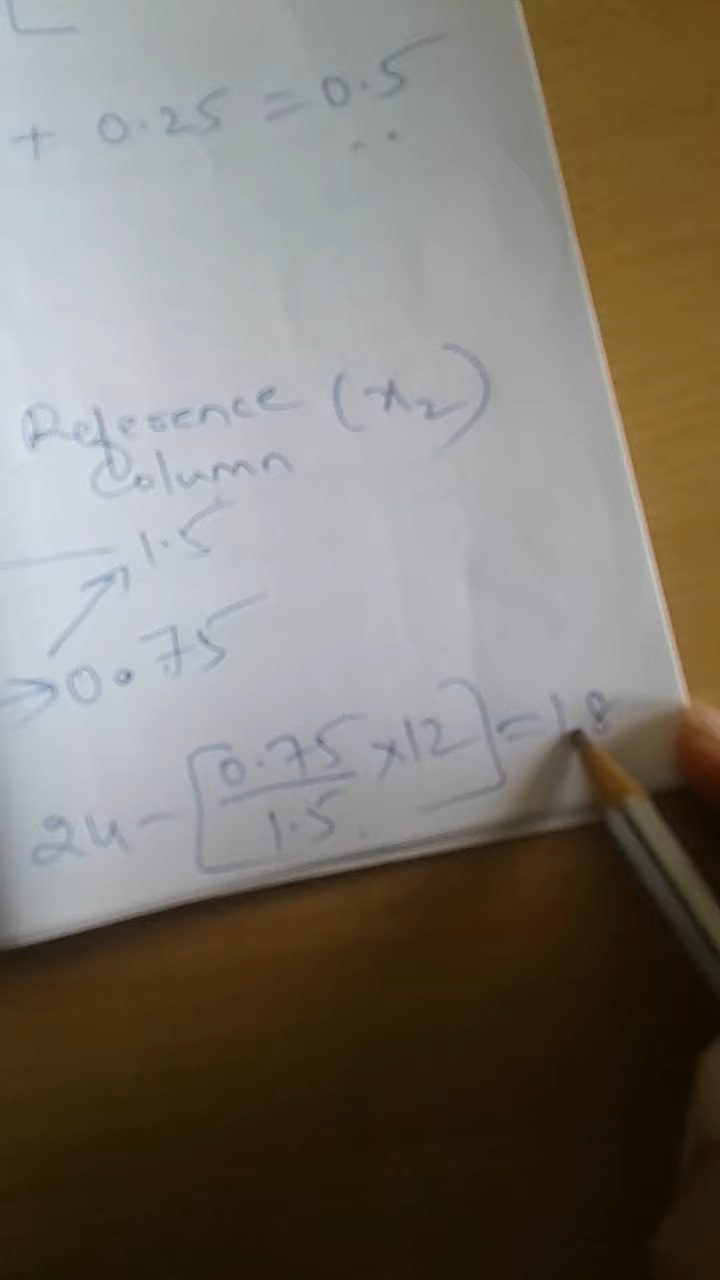 + 0.25 = 0.5
Reference (x₂)
Column
1.5
0.75
24 - [0.75/1.5 × 12] = 18